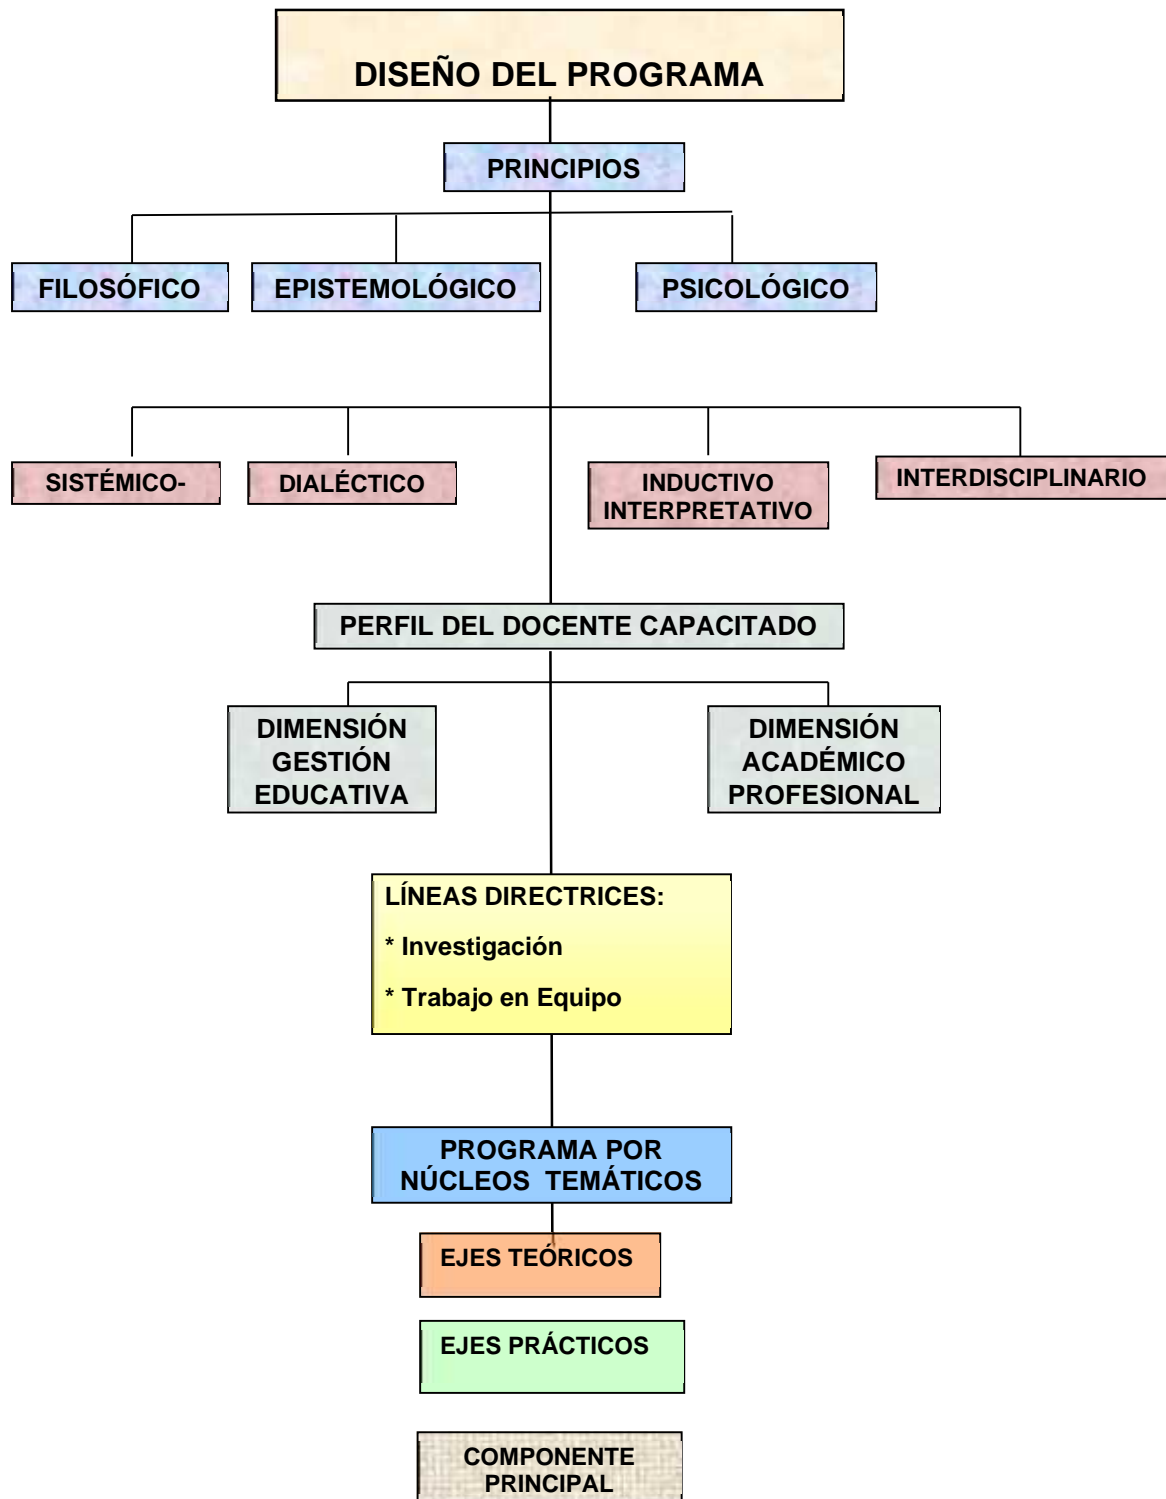 DISEÑO DEL PROGRAMA
PRINCIPIOS
FILOSÓFICO
EPISTEMOLÓGICO
PSICOLÓGICO
SISTÉMICO-
DIALÉCTICO
INDUCTIVO
INTERPRETATIVO
INTERDISCIPLINARIO
PERFIL DEL DOCENTE CAPACITADO
DIMENSIÓN
GESTIÓN
EDUCATIVA
DIMENSIÓN
ACADÉMICO
PROFESIONAL
LÍNEAS DIRECTRICES:
* Investigación
* Trabajo en Equipo
PROGRAMA POR
NÚCLEOS TEMÁTICOS
EJES TEÓRICOS
EJES PRÁCTICOS
COMPONENTE
PRINCIPAL